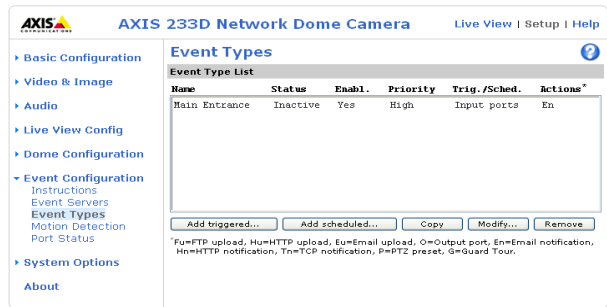 AXIS
COMMUNICATIONS
AXIS 233D Network Dome Camera
Live View | Setup | Help
Basic Configuration
Video & Image
Audio
Live View Config
Dome Configuration
Event Configuration
Instructions
Event Servers
Event Types
Motion Detection
Port Status
System Options
About
Event Types
?
Event Type List
Name Status Enabl. Priority Trig./Sched. Actions*
Main Entrance Inactive Yes High Input ports En
Add triggered... Add scheduled... Copy Modify... Remove
*Fu=FTP upload, Hu=HTTP upload, Eu=Email upload, O=Output port, En=Email notification,
Hn=HTTP notification, Tn=TCP notification, P=PTZ preset, G=Guard Tour.